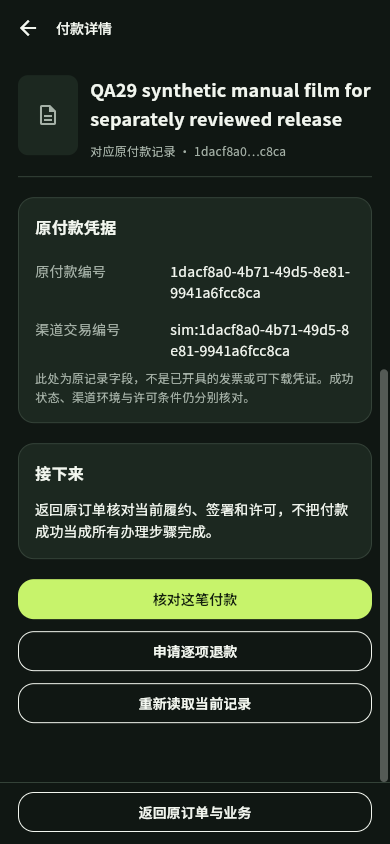 付款详情
QA29 synthetic manual film for
separately reviewed release
对应原付款记录 • 1dacf8a0…c8ca
原付款凭据
原付款编号
1dacf8a0-4b71-49d5-8e81-
9941a6fcc8ca
渠道交易编号
sim:1dacf8a0-4b71-49d5-8
e81-9941a6fcc8ca
此处为原记录字段，不是已开具的发票或可下载凭证。成功
状态、渠道环境与许可条件仍分别核对。
接下来
返回原订单核对当前履约、签署和许可，不把付款
成功当成所有办理步骤完成。
核对这笔付款
申请逐项退款
重新读取当前记录
返回原订单与业务